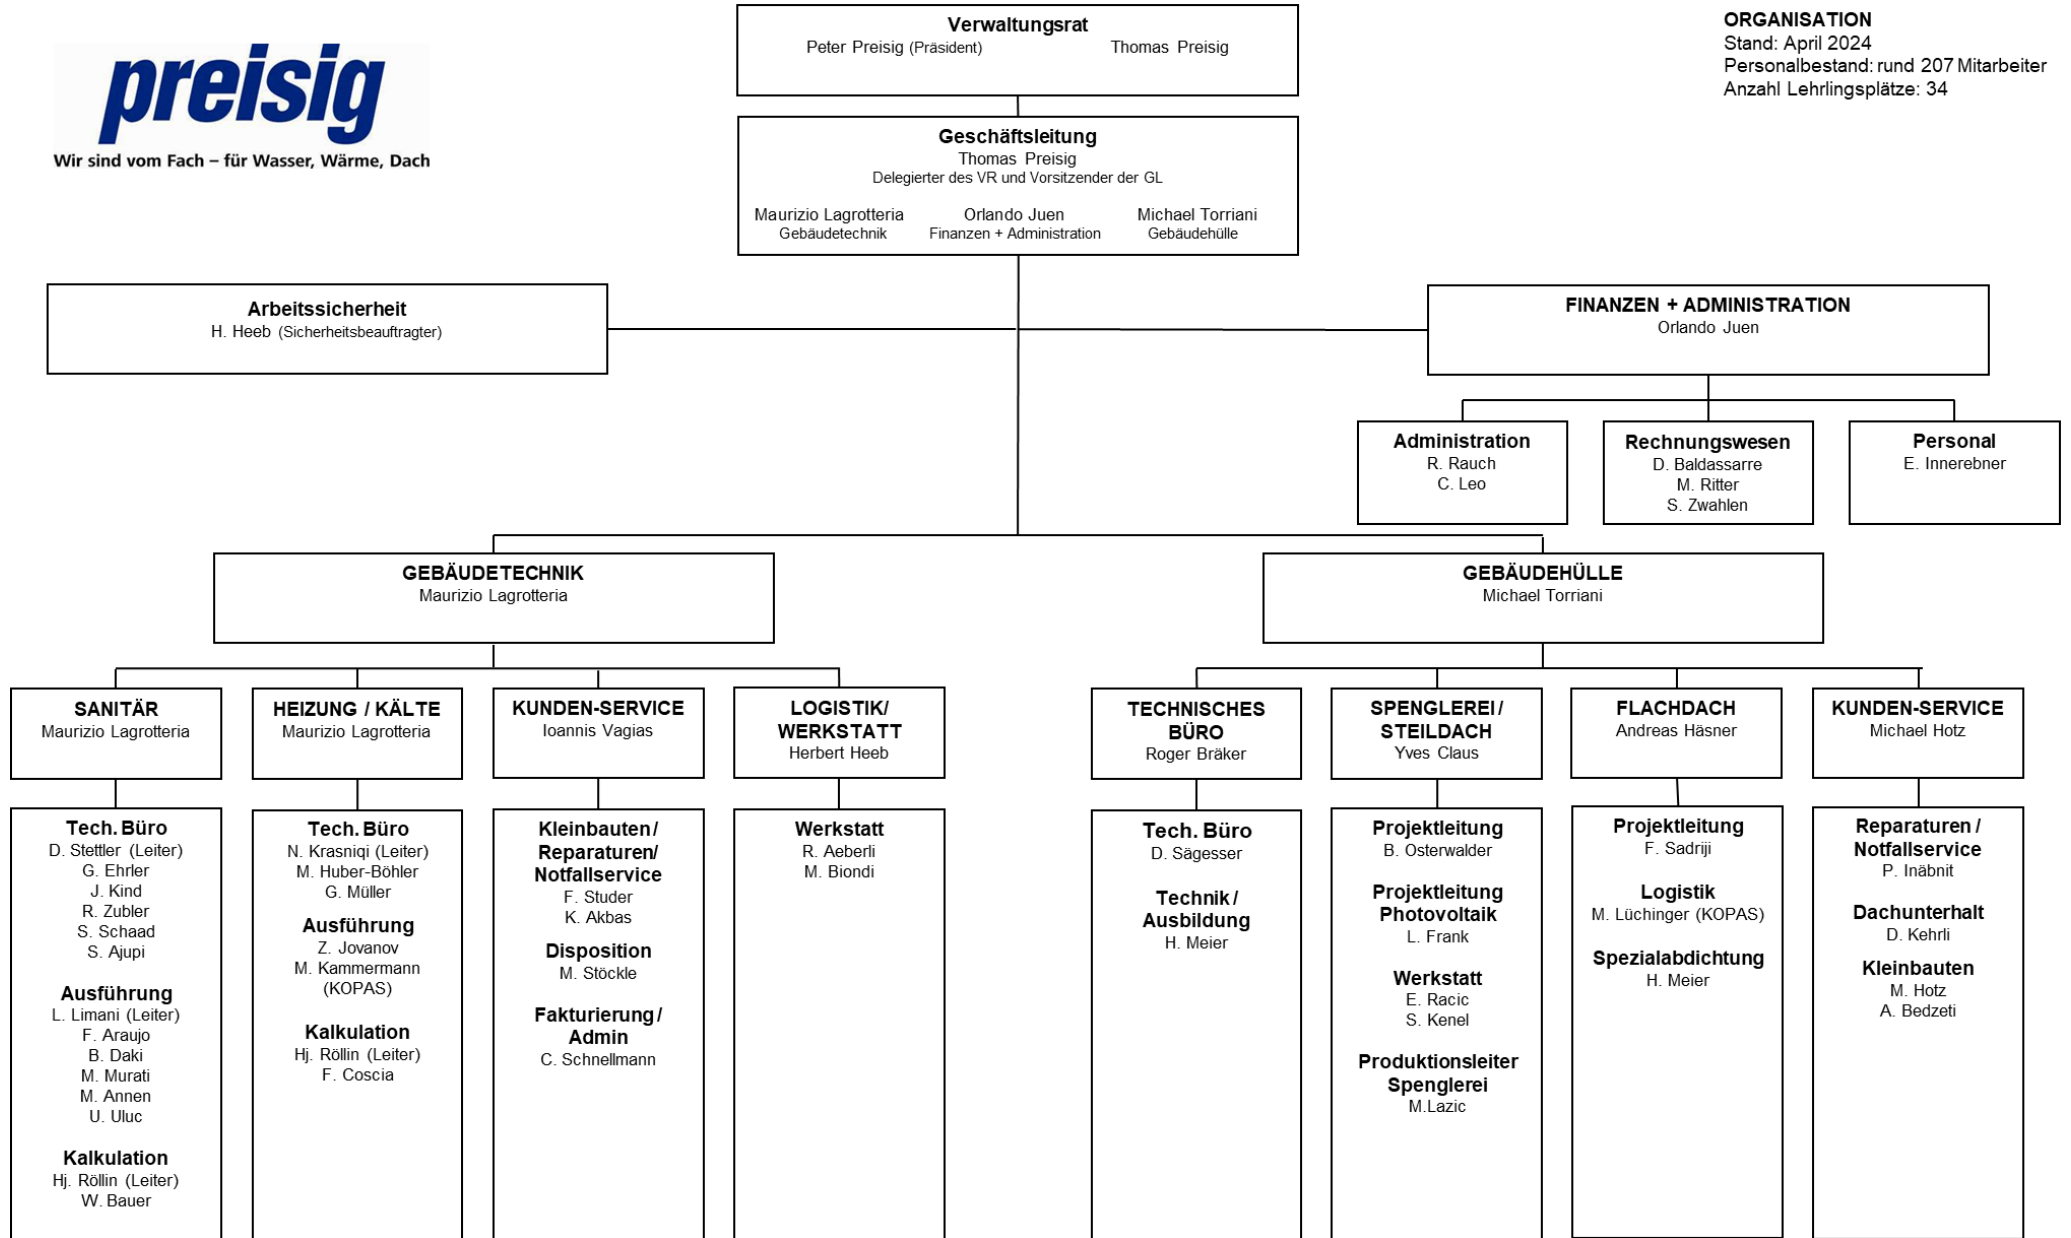 preisig
Wir sind vom Fach – für Wasser, Wärme, Dach
Verwaltungsrat
Peter Preisig (Präsident) Thomas Preisig
ORGANISATION
Stand: April 2024
Personalbestand: rund 207 Mitarbeiter
Anzahl Lehrlingsplätze: 34
Geschäftsleitung
Thomas Preisig
Delegierter des VR und Vorsitzender der GL
Maurizio Lagrotteria Orlando Juen Michael Torriani
Gebäudetechnik Finanzen + Administration Gebäudehülle
Arbeitssicherheit
H. Heeb (Sicherheitsbeauftragter)
FINANZEN + ADMINISTRATION
Orlando Juen
Administration
R. Rauch
C. Leo
Rechnungswesen
D. Baldassarre
M. Ritter
S. Zwahlen
Personal
E. Innerebner
GEBÄUDETECHNIK
Maurizio Lagrotteria
GEBÄUDEHÜLLE
Michael Torriani
SANITÄR
Maurizio Lagrotteria
HEIZUNG / KÄLTE
Maurizio Lagrotteria
KUNDEN-SERVICE
Ioannis Vagias
LOGISTIK/
WERKSTATT
Herbert Heeb
TECHNISCHES
BÜRO
Roger Bräker
SPENGLEREI /
STEILDACH
Yves Claus
FLACHDACH
Andreas Häsner
KUNDEN-SERVICE
Michael Hotz
Tech. Büro
D. Stettler (Leiter)
G. Ehrler
J. Kind
R. Zubler
S. Schaad
S. Ajupi
Ausführung
L. Limani (Leiter)
F. Araujo
B. Daki
M. Murati
M. Annen
U. Uluc
Kalkulation
Hj. Röllin (Leiter)
W. Bauer
Tech. Büro
N. Krasniqi (Leiter)
M. Huber-Böhler
G. Müller
Ausführung
Z. Jovanov
M. Kammermann
(KOPAS)
Kalkulation
Hj. Röllin (Leiter)
F. Coscia
Kleinbauten /
Reparaturen/
Notfallservice
F. Studer
K. Akbas
Disposition
M. Stöckle
Fakturierung /
Admin
C. Schnellmann
Werkstatt
R. Aeberli
M. Biondi
Tech. Büro
D. Sägesser
Technik /
Ausbildung
H. Meier
Projektleitung
B. Osterwalder
Projektleitung
Photovoltaik
L. Frank
Werkstatt
E. Racic
S. Kenel
Produktionsleiter
Spenglerei
M.Lazic
Projektleitung
F. Sadriji
Logistik
M. Lüchinger (KOPAS)
Spezialabdichtung
H. Meier
Reparaturen /
Notfallservice
P. Inäbnit
Dachunterhalt
D. Kehrli
Kleinbauten
M. Hotz
A. Bedzeti